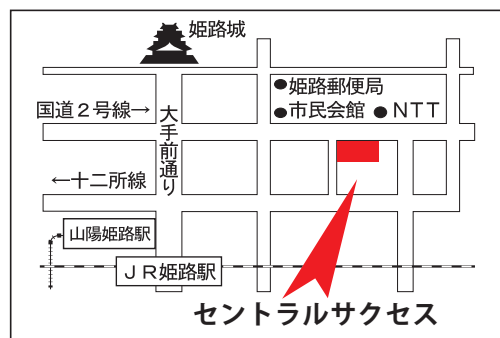 姫路城
姫路郵便局
国道２号線→
市民会館
ＮＴＴ
大手前通り
←十二所線
山陽姫路駅
ＪＲ姫路駅
セントラルサクセス